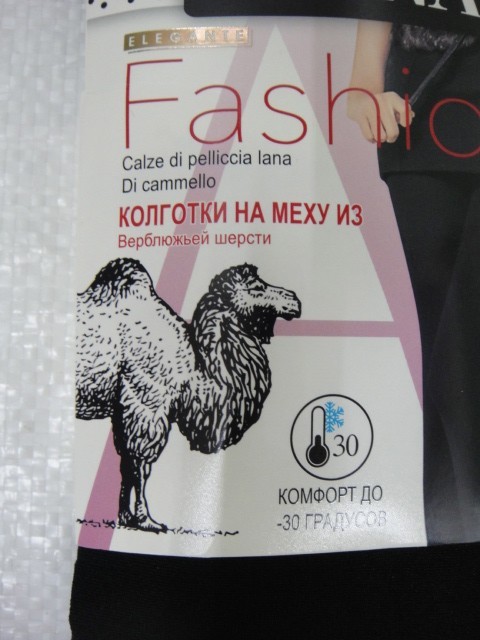 ELEGANTE
Fashio
Calze di pelliccia lana
Di cammello
КОЛГОТКИ НА МЕХУ ИЗ
Верблюжьей шерсти
30
КОМФОРТ ДО
-30 ГРАДУСОВ